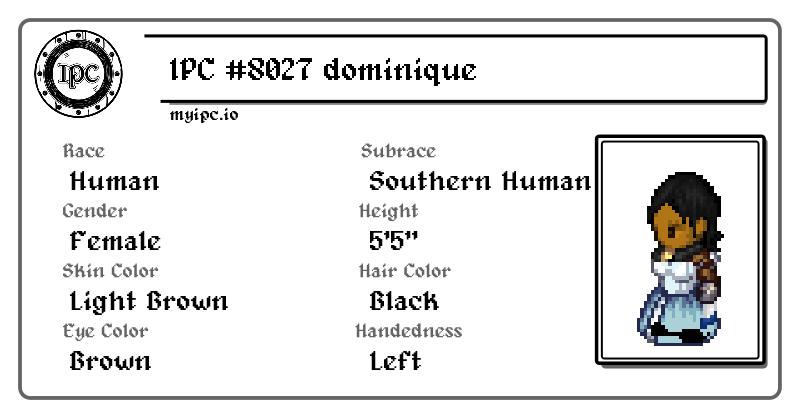 IPC
IPC #8027 dominique
myipc.io
Race
Human
Subrace
Southern Human
Gender
Female
Height
5'5"
Skin Color
Light Brown
Hair Color
Black
Eye Color
Brown
Handedness
Left